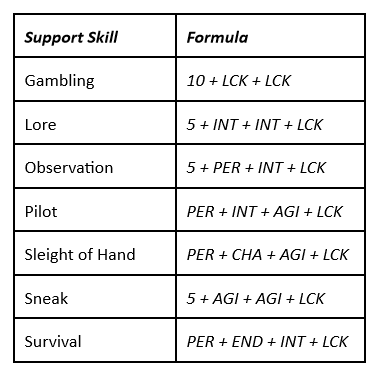 Support Skill Formula
Gambling 10 + LCK + LCK
Lore 5 + INT + INT + LCK
Observation 5 + PER + INT + LCK
Pilot PER + INT + AGI + LCK
Sleight of Hand PER + CHA + AGI + LCK
Sneak 5 + AGI + AGI + LCK
Survival PER + END + INT + LCK